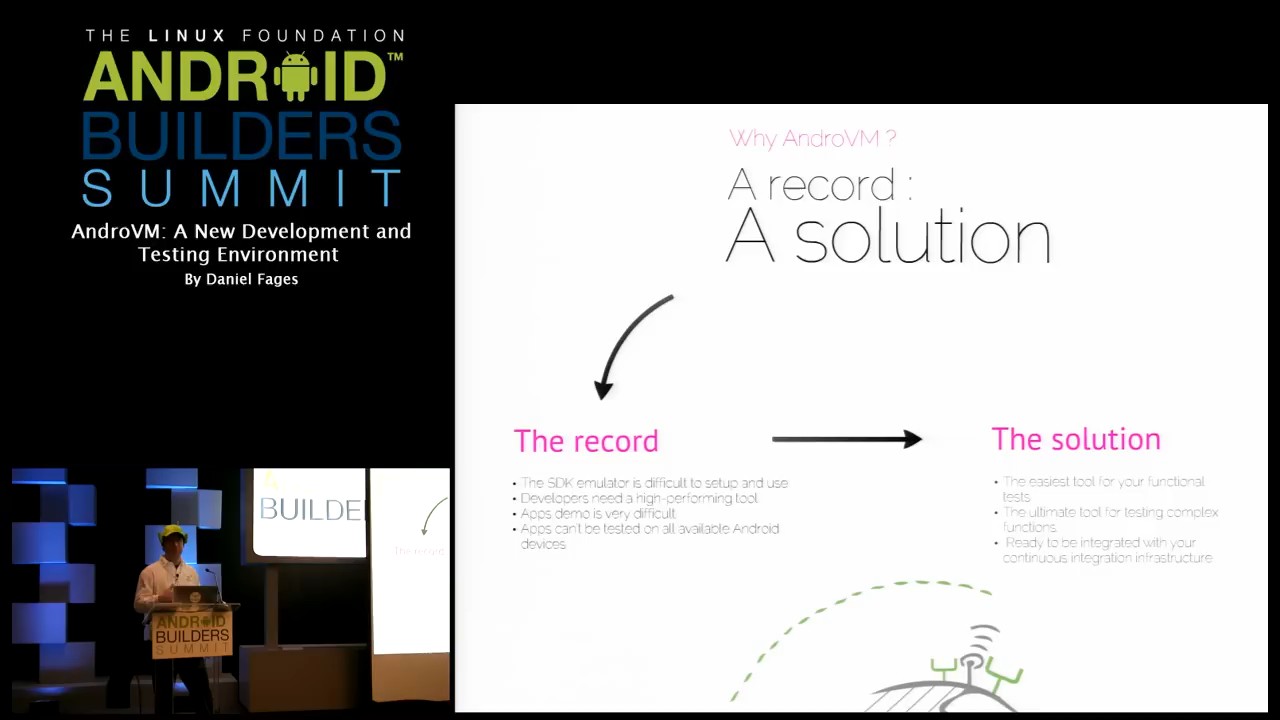 THE LINUX FOUNDATION
ANDROID™
BUILDERS
SUMMIT
AndroVM: A New Development and
Testing Environment
By Daniel Fages
Why AndroVM ?
A record :
A solution
The record
• The SDK emulator is difficult to setup and use
• Developers need a high-performing tool
• Apps demo is very difficult
• Apps can't be tested on all available Android
devices
The solution
• The easiest tool for your functional
tests
• The ultimate tool for testing complex
functions.
• Ready to be integrated with your
continuous integration infrastructure
BUILDE
The record
ANDROID
BUILDERS
SUMMIT